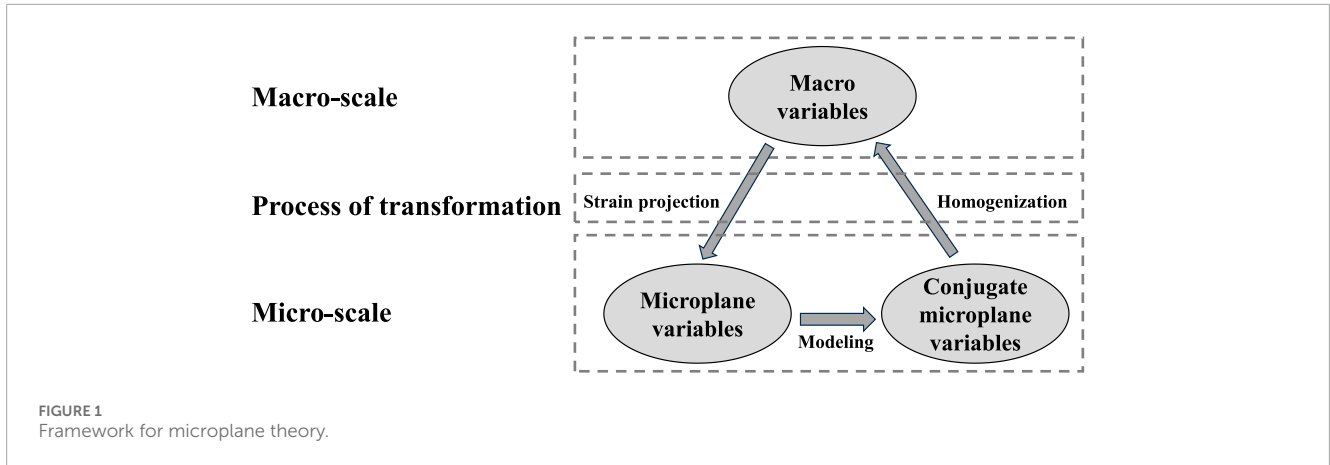 Macro-scale
Macro
variables
Process of transformation
Strain projection
Homogenization
Micro-scale
Microplane
variables
Modeling
Conjugate
microplane
variables
FIGURE 1
Framework for microplane theory.